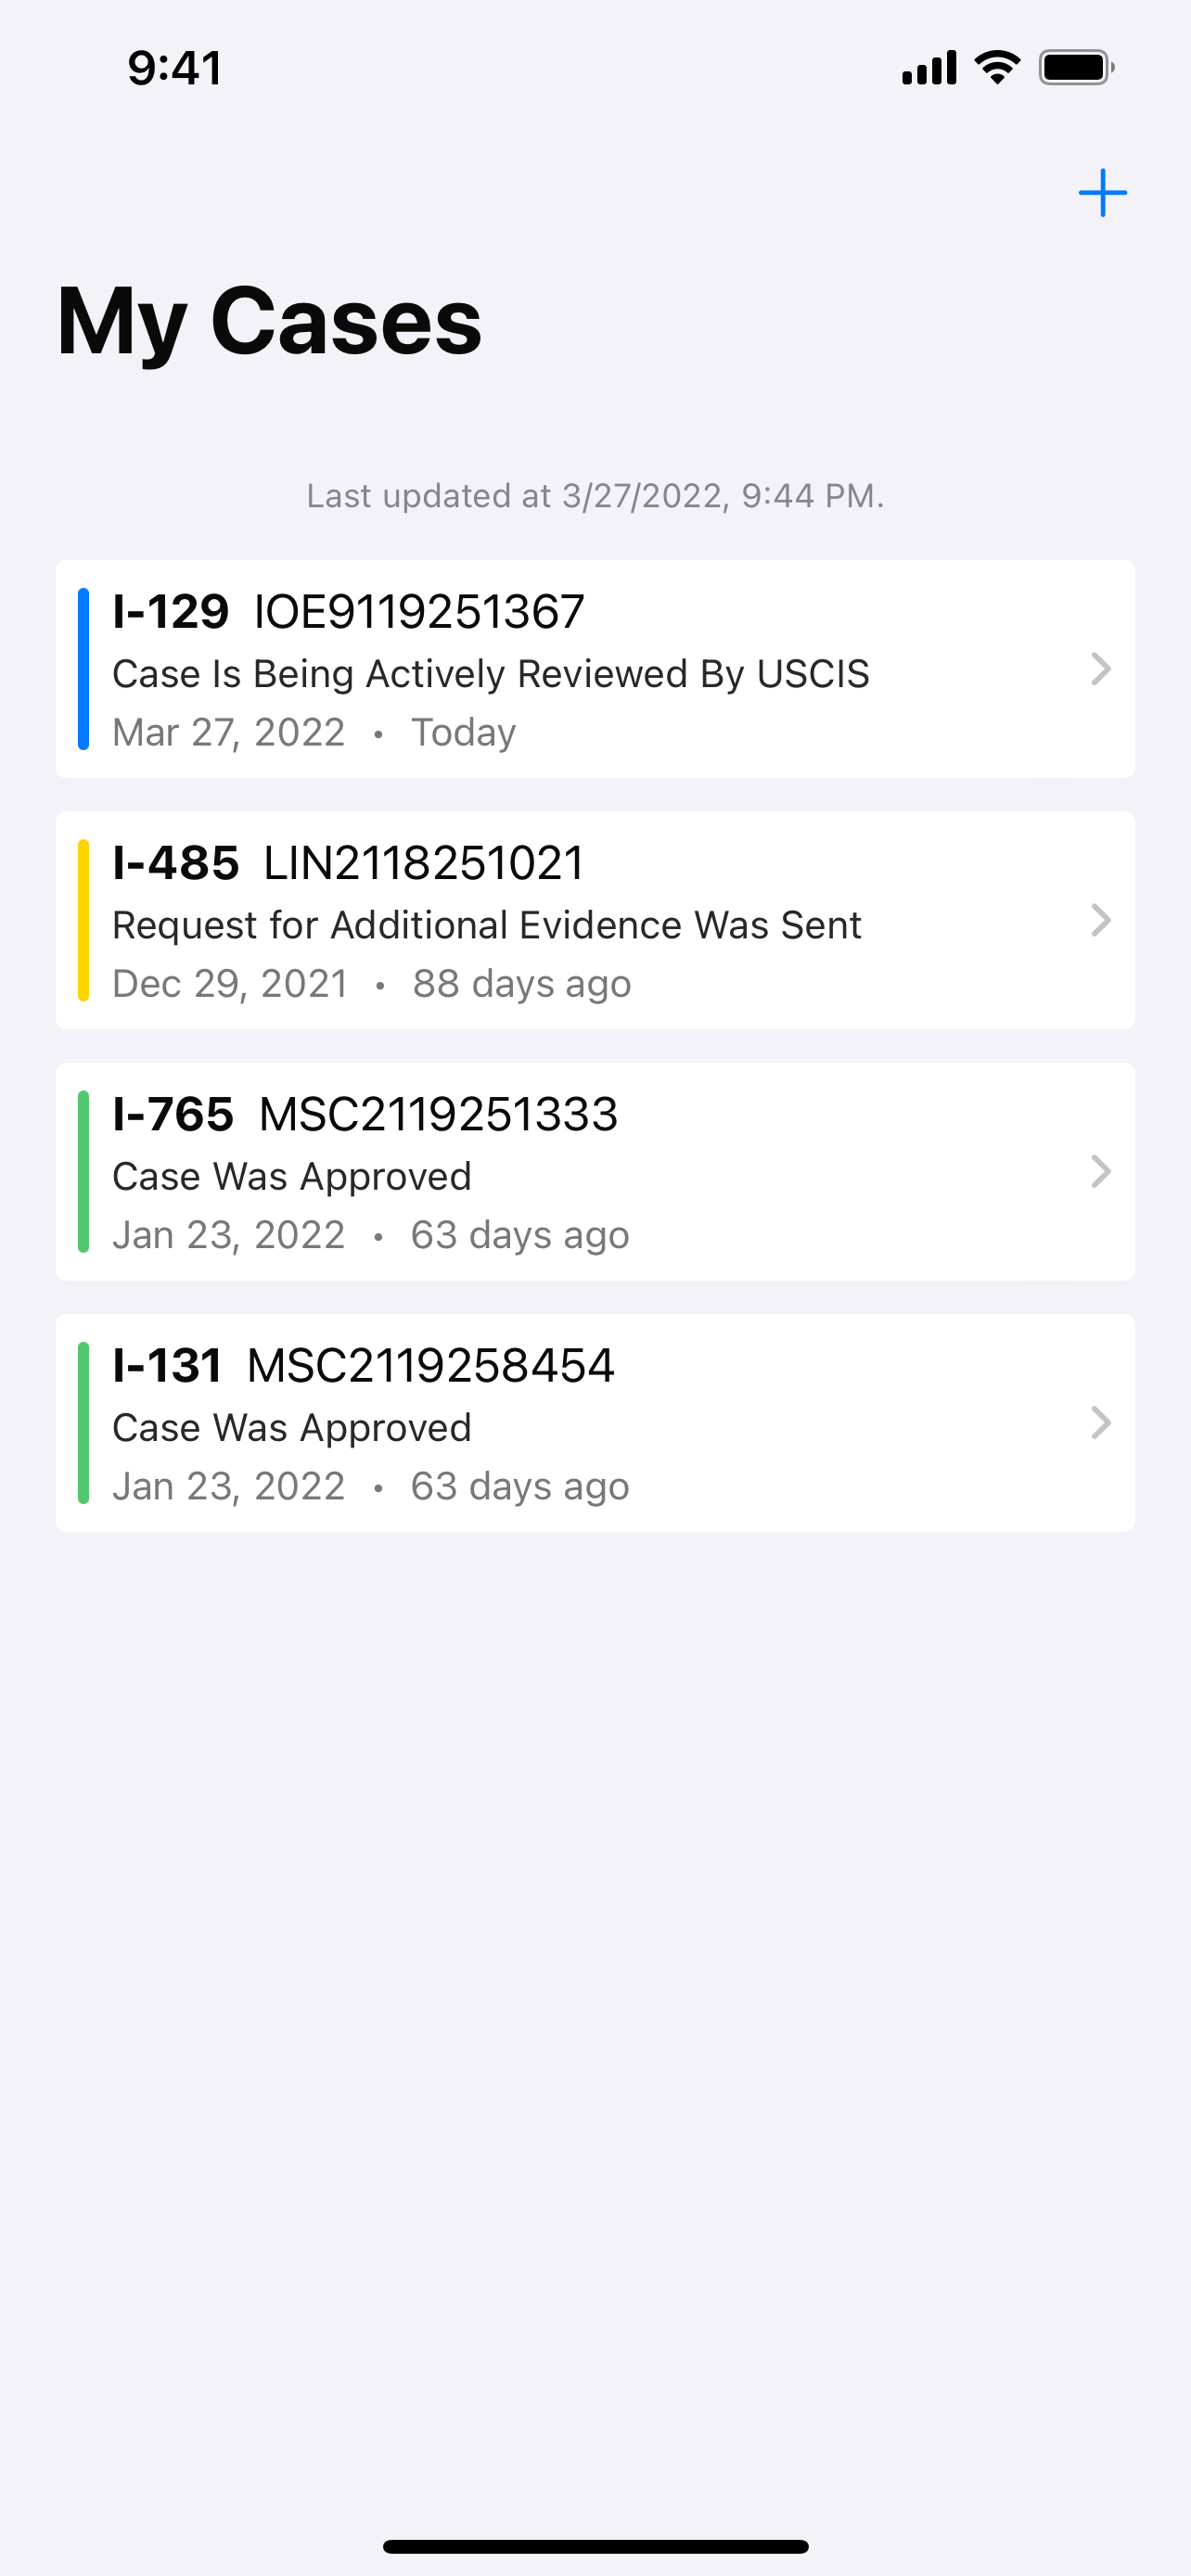 9:41
My Cases
Last updated at 3/27/2022, 9:44 PM.
I-129 IOE9119251367
Case Is Being Actively Reviewed By USCIS
Mar 27, 2022 • Today
I-485 LIN2118251021
Request for Additional Evidence Was Sent
Dec 29, 2021 • 88 days ago
I-765 MSC2119251333
Case Was Approved
Jan 23, 2022 • 63 days ago
I-131 MSC2119258454
Case Was Approved
Jan 23, 2022 • 63 days ago